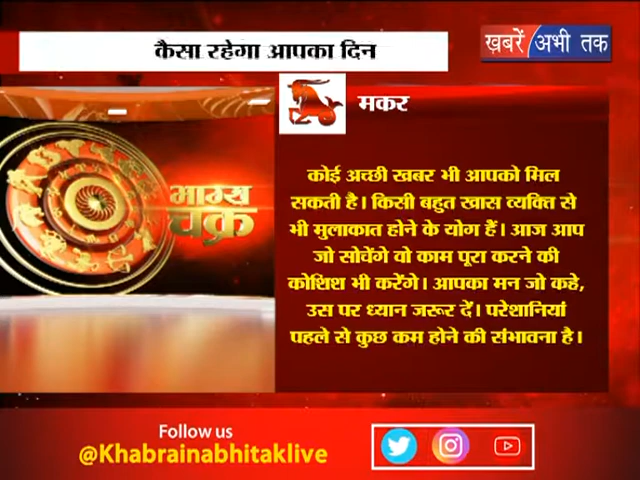 कैसा रहेगा आपका दिन
ख़बरें अभी तक
मकर
भाग्य
चक्र
कोई अच्छी खबर भी आपको मिल
सकती है। किसी बहुत खास व्यक्ति से
भी मुलाकात होने के योग हैं। आज आप
जो सोचेंगे वो काम पूरा करने की
कोशिश भी करेंगे। आपका मन जो कहे,
उस पर ध्यान जरूर दें। परेशानियां
पहले से कुछ कम होने की संभावना है।
Follow us
@Khabrainabhitaklive